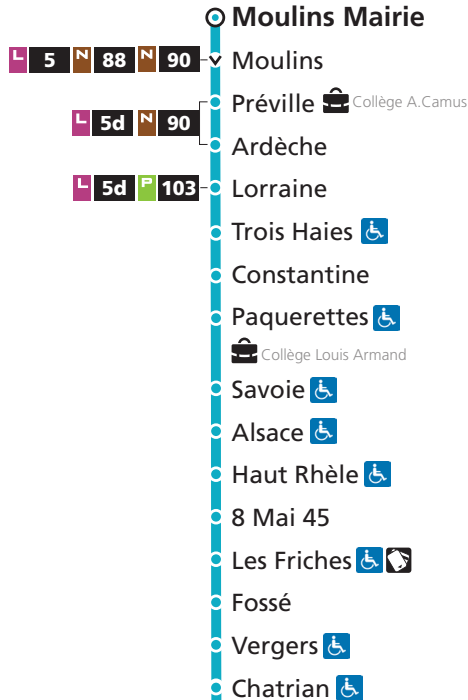 Moulins Mairie
L 5 N 88 N 90 Moulins
Préville Collège A.Camus
L 5d N 90
Ardèche
L 5d P 103 Lorraine
Trois Haies
Constantine
Paquerettes
Collège Louis Armand
Savoie
Alsace
Haut Rhèle
8 Mai 45
Les Friches
Fossé
Vergers
Chatrian